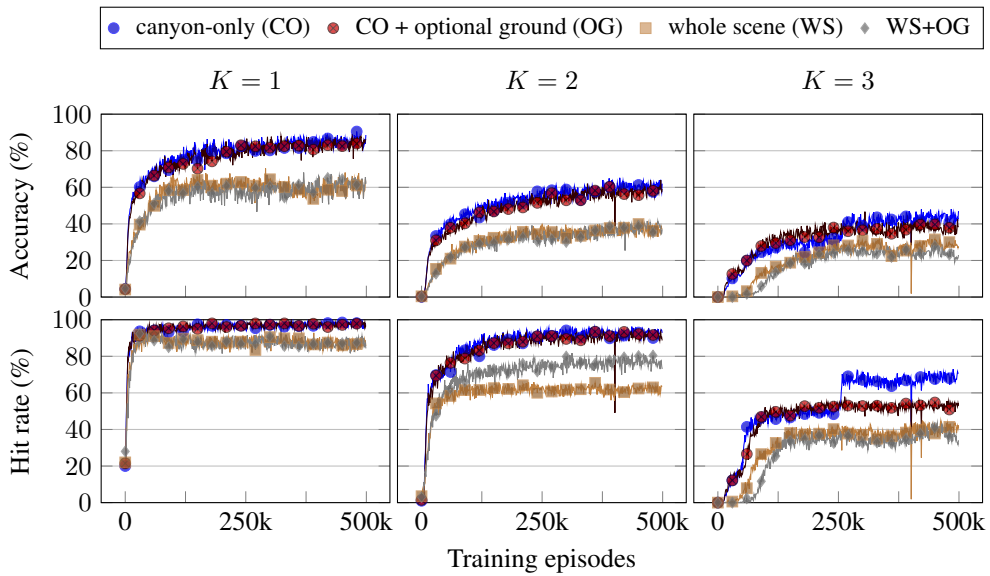 canyon-only (CO) CO + optional ground (OG) whole scene (WS) WS+OG
K = 1 K = 2 K = 3
Accuracy (%)
100
80
60
40
20
0
Hit rate (%)
100
80
60
40
20
0
0 250k 500k 0 250k 500k 0 250k 500k
Training episodes